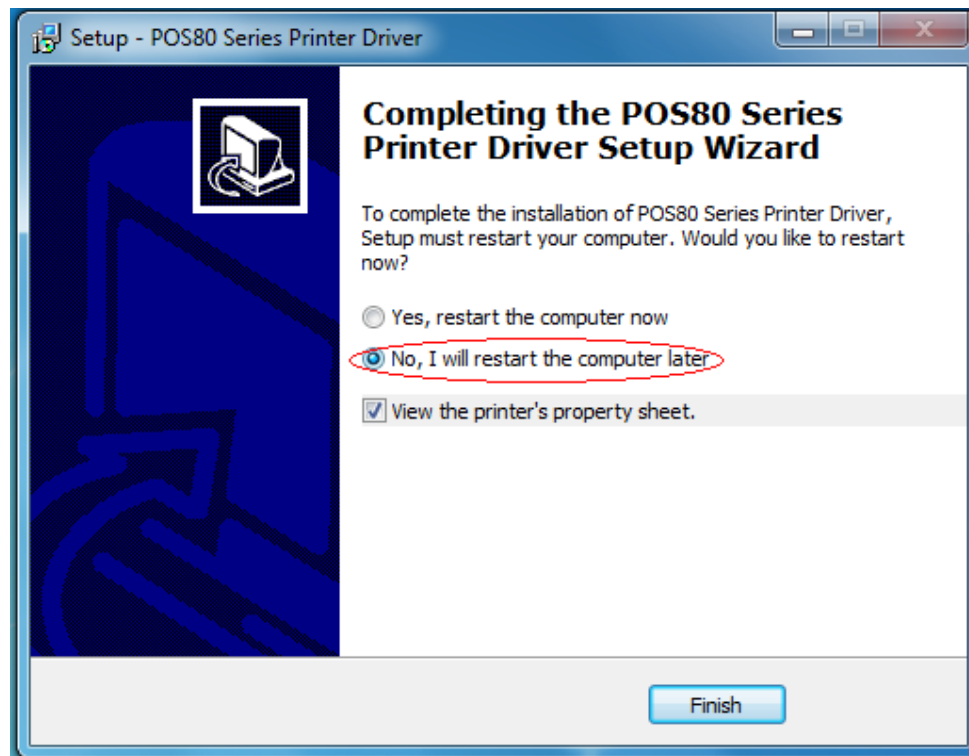 Setup - POS80 Series Printer Driver
Completing the POS80 Series
Printer Driver Setup Wizard
To complete the installation of POS80 Series Printer Driver,
Setup must restart your computer. Would you like to restart
now?
Yes, restart the computer now
No, I will restart the computer later
View the printer's property sheet.
Finish